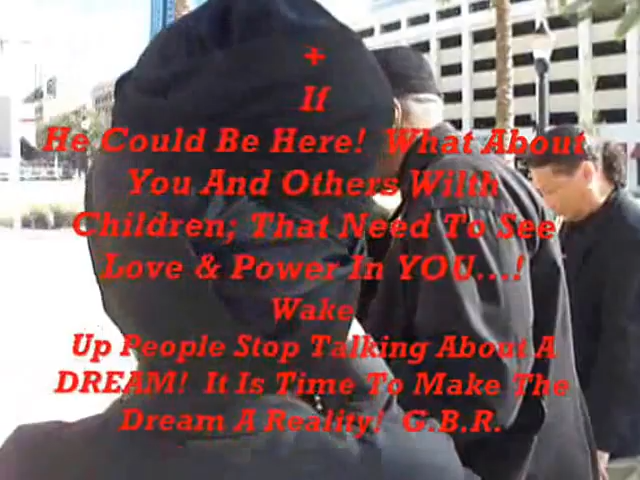 +
If
He Could Be Here! What About
You And Others Wilth
Children; That Need To See
Love & Power In YOU...!
Wake
Up People Stop Talking About A
DREAM! It Is Time To Make The
Dream A Reality! G.B.R.